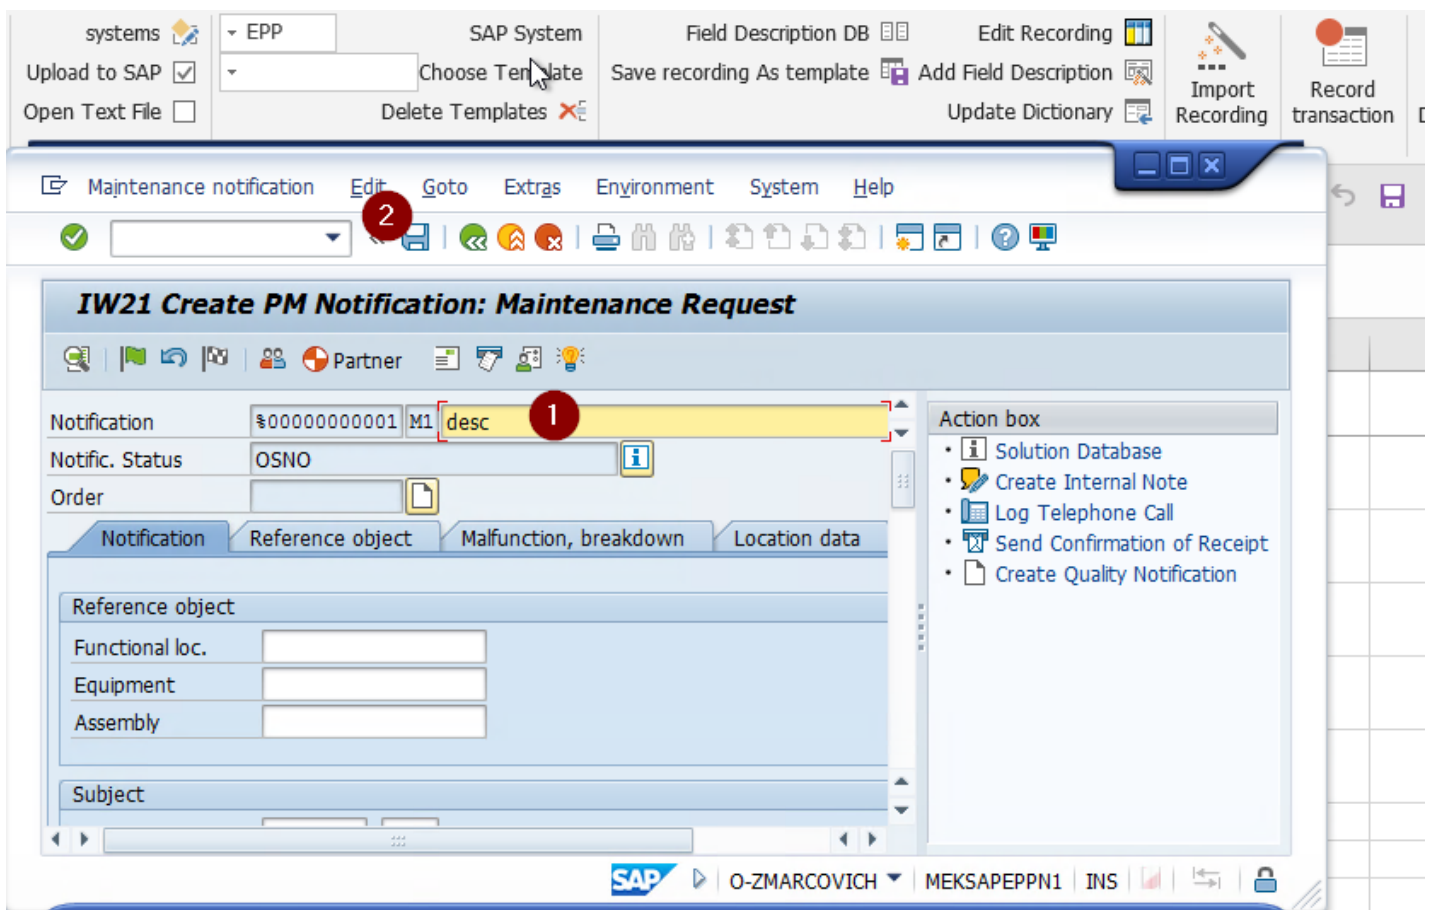 systems EPP SAP System Field Description DB Edit Recording
Upload to SAP Choose Template Save recording As template Add Field Description Import Recording Record transaction
Open Text File Delete Templates Update Dictionary
Maintenance notification Edit Goto Extras Environment System Help
2
IW21 Create PM Notification: Maintenance Request
Partner
Notification %00000000001 M1 desc 1
Notific. Status OSNO
Order
Notification Reference object Malfunction, breakdown Location data
Reference object
Functional loc.
Equipment
Assembly
Subject
Action box
Solution Database
Create Internal Note
Log Telephone Call
Send Confirmation of Receipt
Create Quality Notification
SAP O-ZMARCOVICH MEKSAPEPPN1 INS